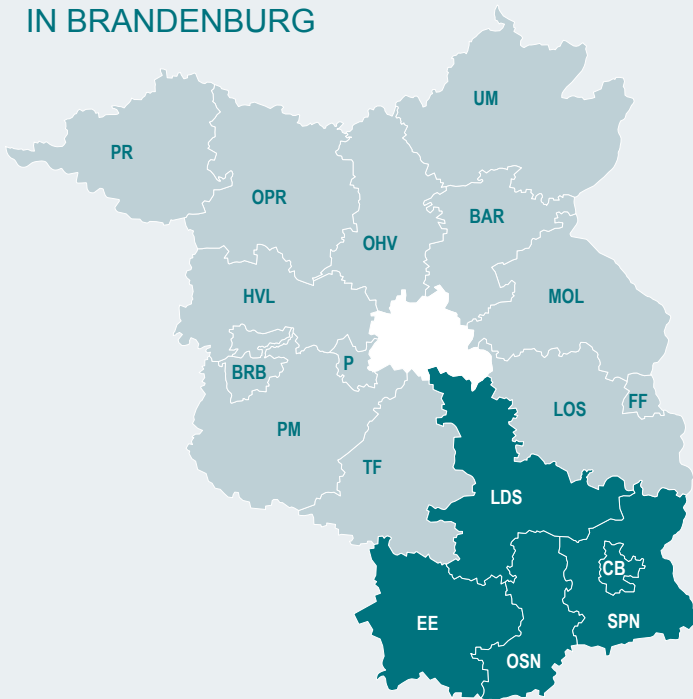 IN BRANDENBURG
UM
PR
OPR
BAR
OHV
HVL
MOL
P
BRB
LOS
FF
PM
TF
LDS
CB
EE
SPN
OSN